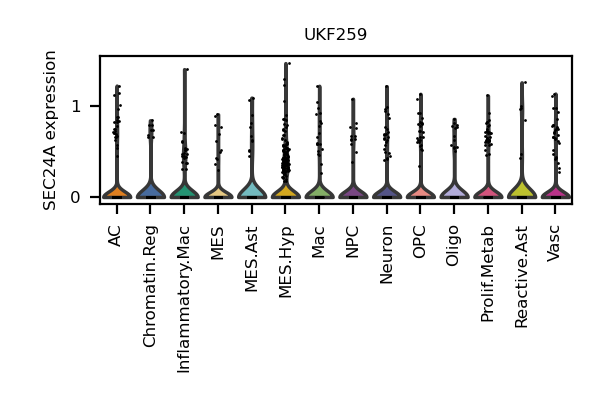 UKF259
SEC24A expression
1
0
AC
Chromatin.Reg
Inflammatory.Mac
MES
MES.Ast
MES.Hyp
Mac
NPC
Neuron
OPC
Oligo
Prolif.Metab
Reactive.Ast
Vasc